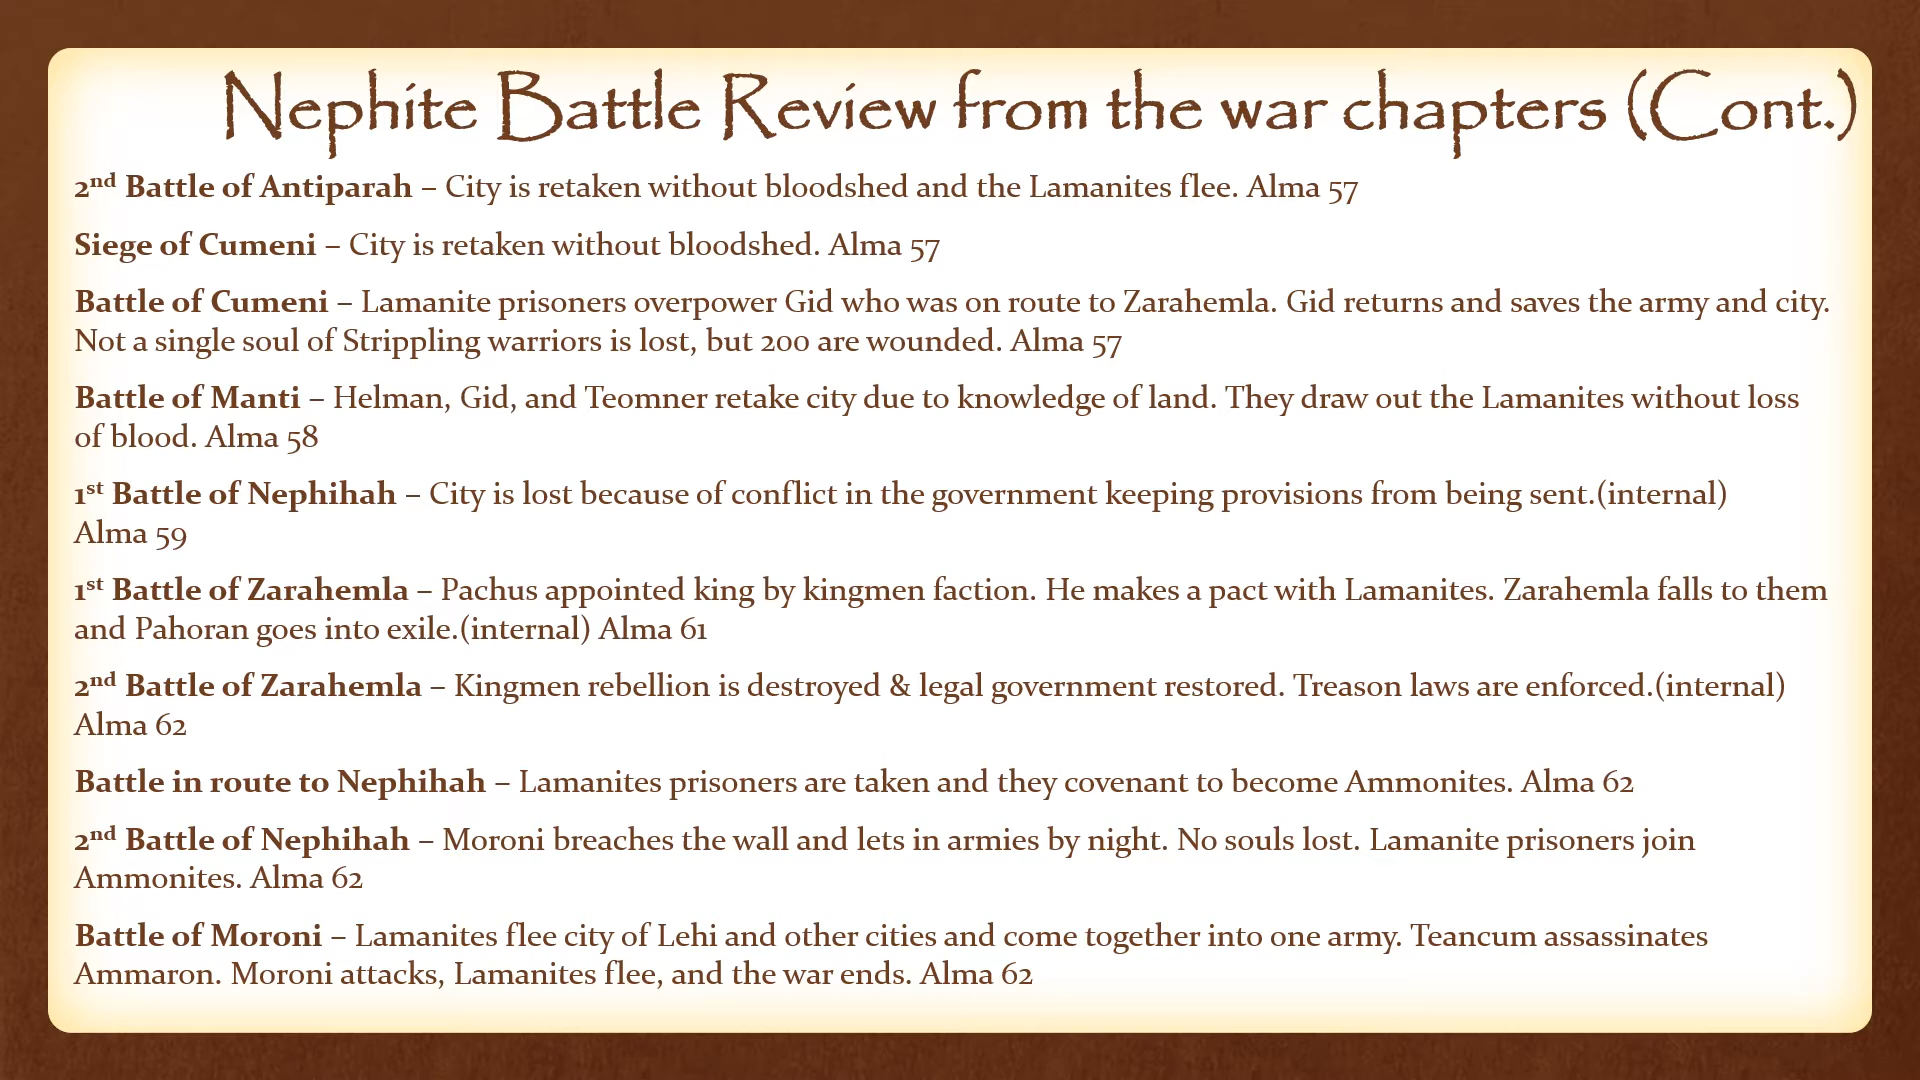 Nephite Battle Review from the war chapters (Cont.)
2nd Battle of Antiparah – City is retaken without bloodshed and the Lamanites flee. Alma 57
Siege of Cumeni – City is retaken without bloodshed. Alma 57
Battle of Cumeni – Lamanite prisoners overpower Gid who was on route to Zarahemla. Gid returns and saves the army and city.
Not a single soul of Strippling warriors is lost, but 200 are wounded. Alma 57
Battle of Manti – Helman, Gid, and Teomner retake city due to knowledge of land. They draw out the Lamanites without loss
of blood. Alma 58
1st Battle of Nephihah – City is lost because of conflict in the government keeping provisions from being sent.(internal)
Alma 59
1st Battle of Zarahemla – Pachus appointed king by kingmen faction. He makes a pact with Lamanites. Zarahemla falls to them
and Pahoran goes into exile.(internal) Alma 61
2nd Battle of Zarahemla – Kingmen rebellion is destroyed & legal government restored. Treason laws are enforced.(internal)
Alma 62
Battle in route to Nephihah – Lamanites prisoners are taken and they covenant to become Ammonites. Alma 62
2nd Battle of Nephihah – Moroni breaches the wall and lets in armies by night. No souls lost. Lamanite prisoners join
Ammonites. Alma 62
Battle of Moroni – Lamanites flee city of Lehi and other cities and come together into one army. Teancum assassinates
Ammaron. Moroni attacks, Lamanites flee, and the war ends. Alma 62